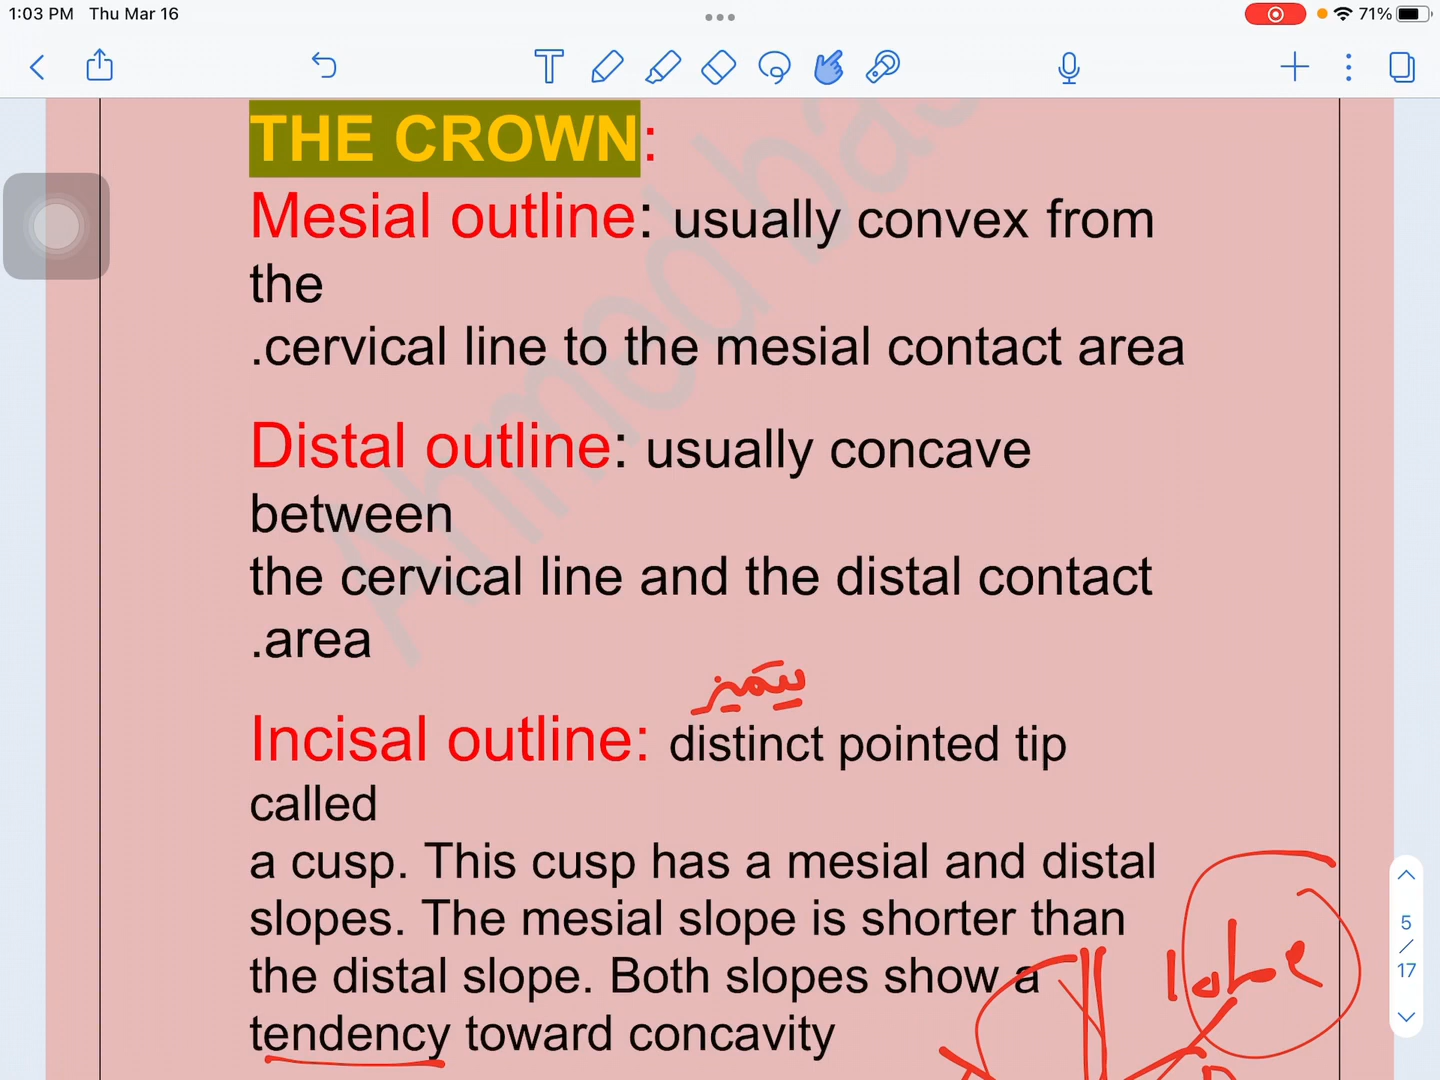 1:03 PM Thu Mar 16
71%
THE CROWN:
Mesial outline: usually convex from
the
.cervical line to the mesial contact area
Distal outline: usually concave
between
the cervical line and the distal contact
.area
بيتميز
Incisal outline: distinct pointed tip
called
a cusp. This cusp has a mesial and distal
slopes. The mesial slope is shorter than
the distal slope. Both slopes show a
tendency toward concavity
lobe
5
/
17